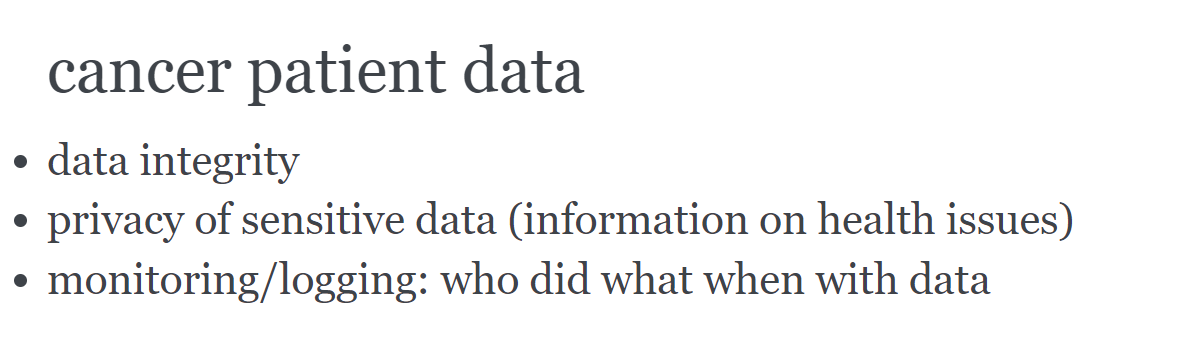 cancer patient data
• data integrity
• privacy of sensitive data (information on health issues)
• monitoring/logging: who did what when with data